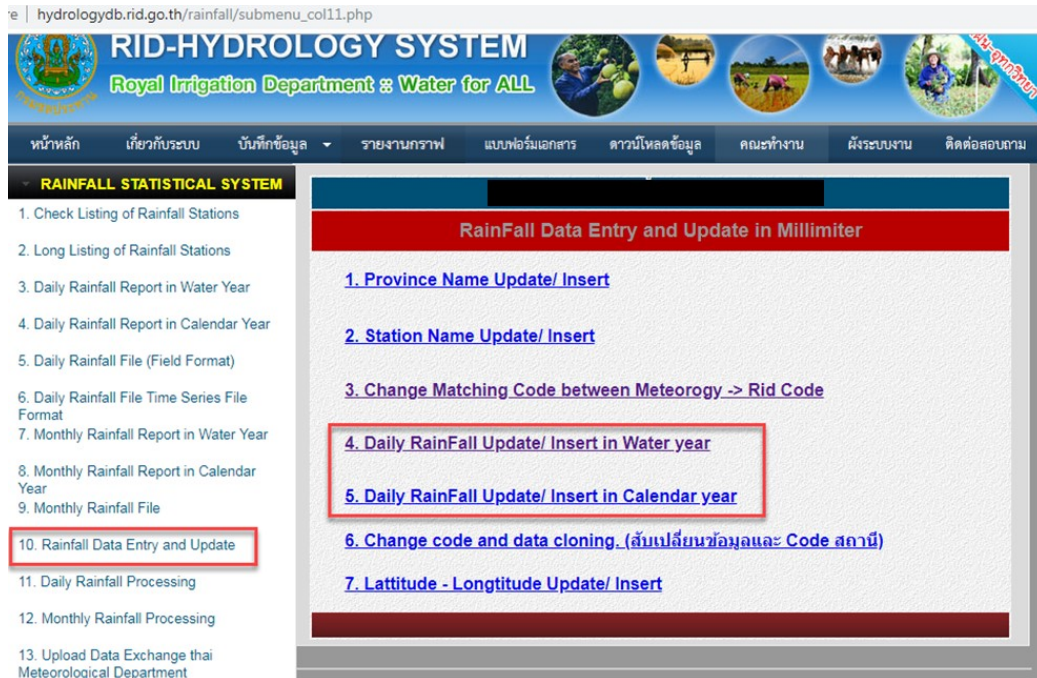 re hydrologydb.rid.go.th/rainfall/submenu_col11.php
RID-HYDROLOGY SYSTEM
Royal Irrigation Department :: Water for ALL
ฝน-อุทกวิทยา
หน้าหลัก เกี่ยวกับระบบ บันทึกข้อมูล รายงานกราฟ แบบฟอร์มเอกสาร ดาวน์โหลดข้อมูล คณะทำงาน ผังระบบงาน ติดต่อสอบถาม
RAINFALL STATISTICAL SYSTEM
1. Check Listing of Rainfall Stations
2. Long Listing of Rainfall Stations
3. Daily Rainfall Report in Water Year
4. Daily Rainfall Report in Calendar Year
5. Daily Rainfall File (Field Format)
6. Daily Rainfall File Time Series File
Format
7. Monthly Rainfall Report in Water Year
8. Monthly Rainfall Report in Calendar
Year
9. Monthly Rainfall File
10. Rainfall Data Entry and Update
11. Daily Rainfall Processing
12. Monthly Rainfall Processing
13. Upload Data Exchange thai
Meteorological Department
RainFall Data Entry and Update in Millimiter
1. Province Name Update/ Insert
2. Station Name Update/ Insert
3. Change Matching Code between Meteorogy -> Rid Code
4. Daily RainFall Update/ Insert in Water year
5. Daily RainFall Update/ Insert in Calendar year
6. Change code and data cloning. (สับเปลี่ยนข้อมูลและ Code สถานี)
7. Lattitude - Longtitude Update/ Insert